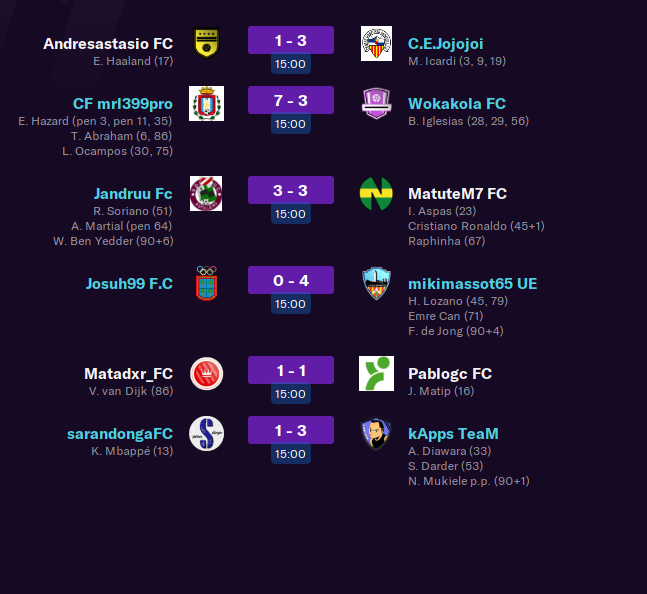 Andresastasio FC 1 - 3 C.E.Jojojoi
E. Haaland (17) 15:00 M. Icardi (3, 9, 19)
CF mrl399pro 7 - 3 Wokakola FC
E. Hazard (pen 3, pen 11, 35) 15:00 B. Iglesias (28, 29, 56)
T. Abraham (6, 86)
L. Ocampos (30, 75)
Jandruu Fc 3 - 3 MatuteM7 FC
R. Soriano (51) 15:00 I. Aspas (23)
A. Martial (pen 64) Cristiano Ronaldo (45+1)
W. Ben Yedder (90+6) Raphinha (67)
Josuh99 F.C 0 - 4 mikimassot65 UE
15:00 H. Lozano (45, 79)
Emre Can (71)
F. de Jong (90+4)
Matadxr_FC 1 - 1 Pablogc FC
V. van Dijk (86) 15:00 J. Matip (16)
sarandongaFC 1 - 3 kApps TeaM
K. Mbappé (13) 15:00 A. Diawara (33)
S. Darder (53)
N. Mukiele p.p. (90+1)